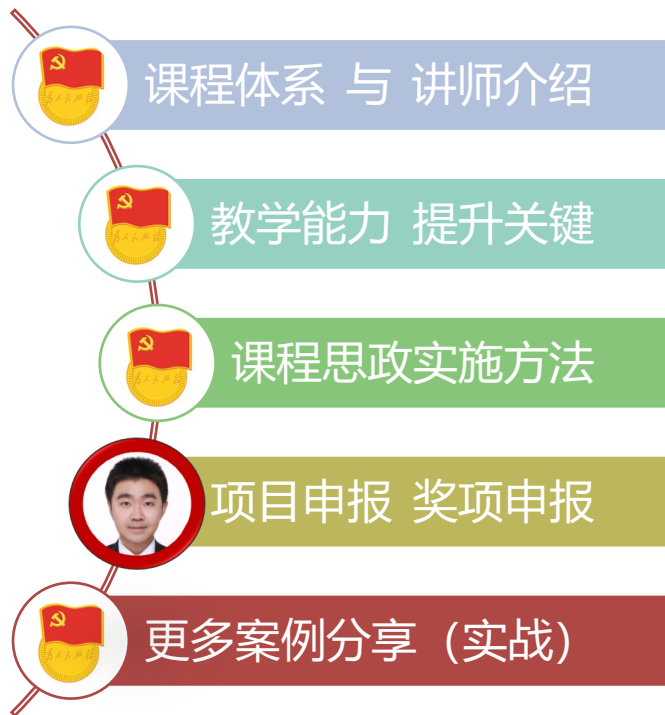 课程体系 与 讲师介绍
教学能力 提升关键
课程思政实施方法
项目申报 奖项申报
更多案例分享（实战）